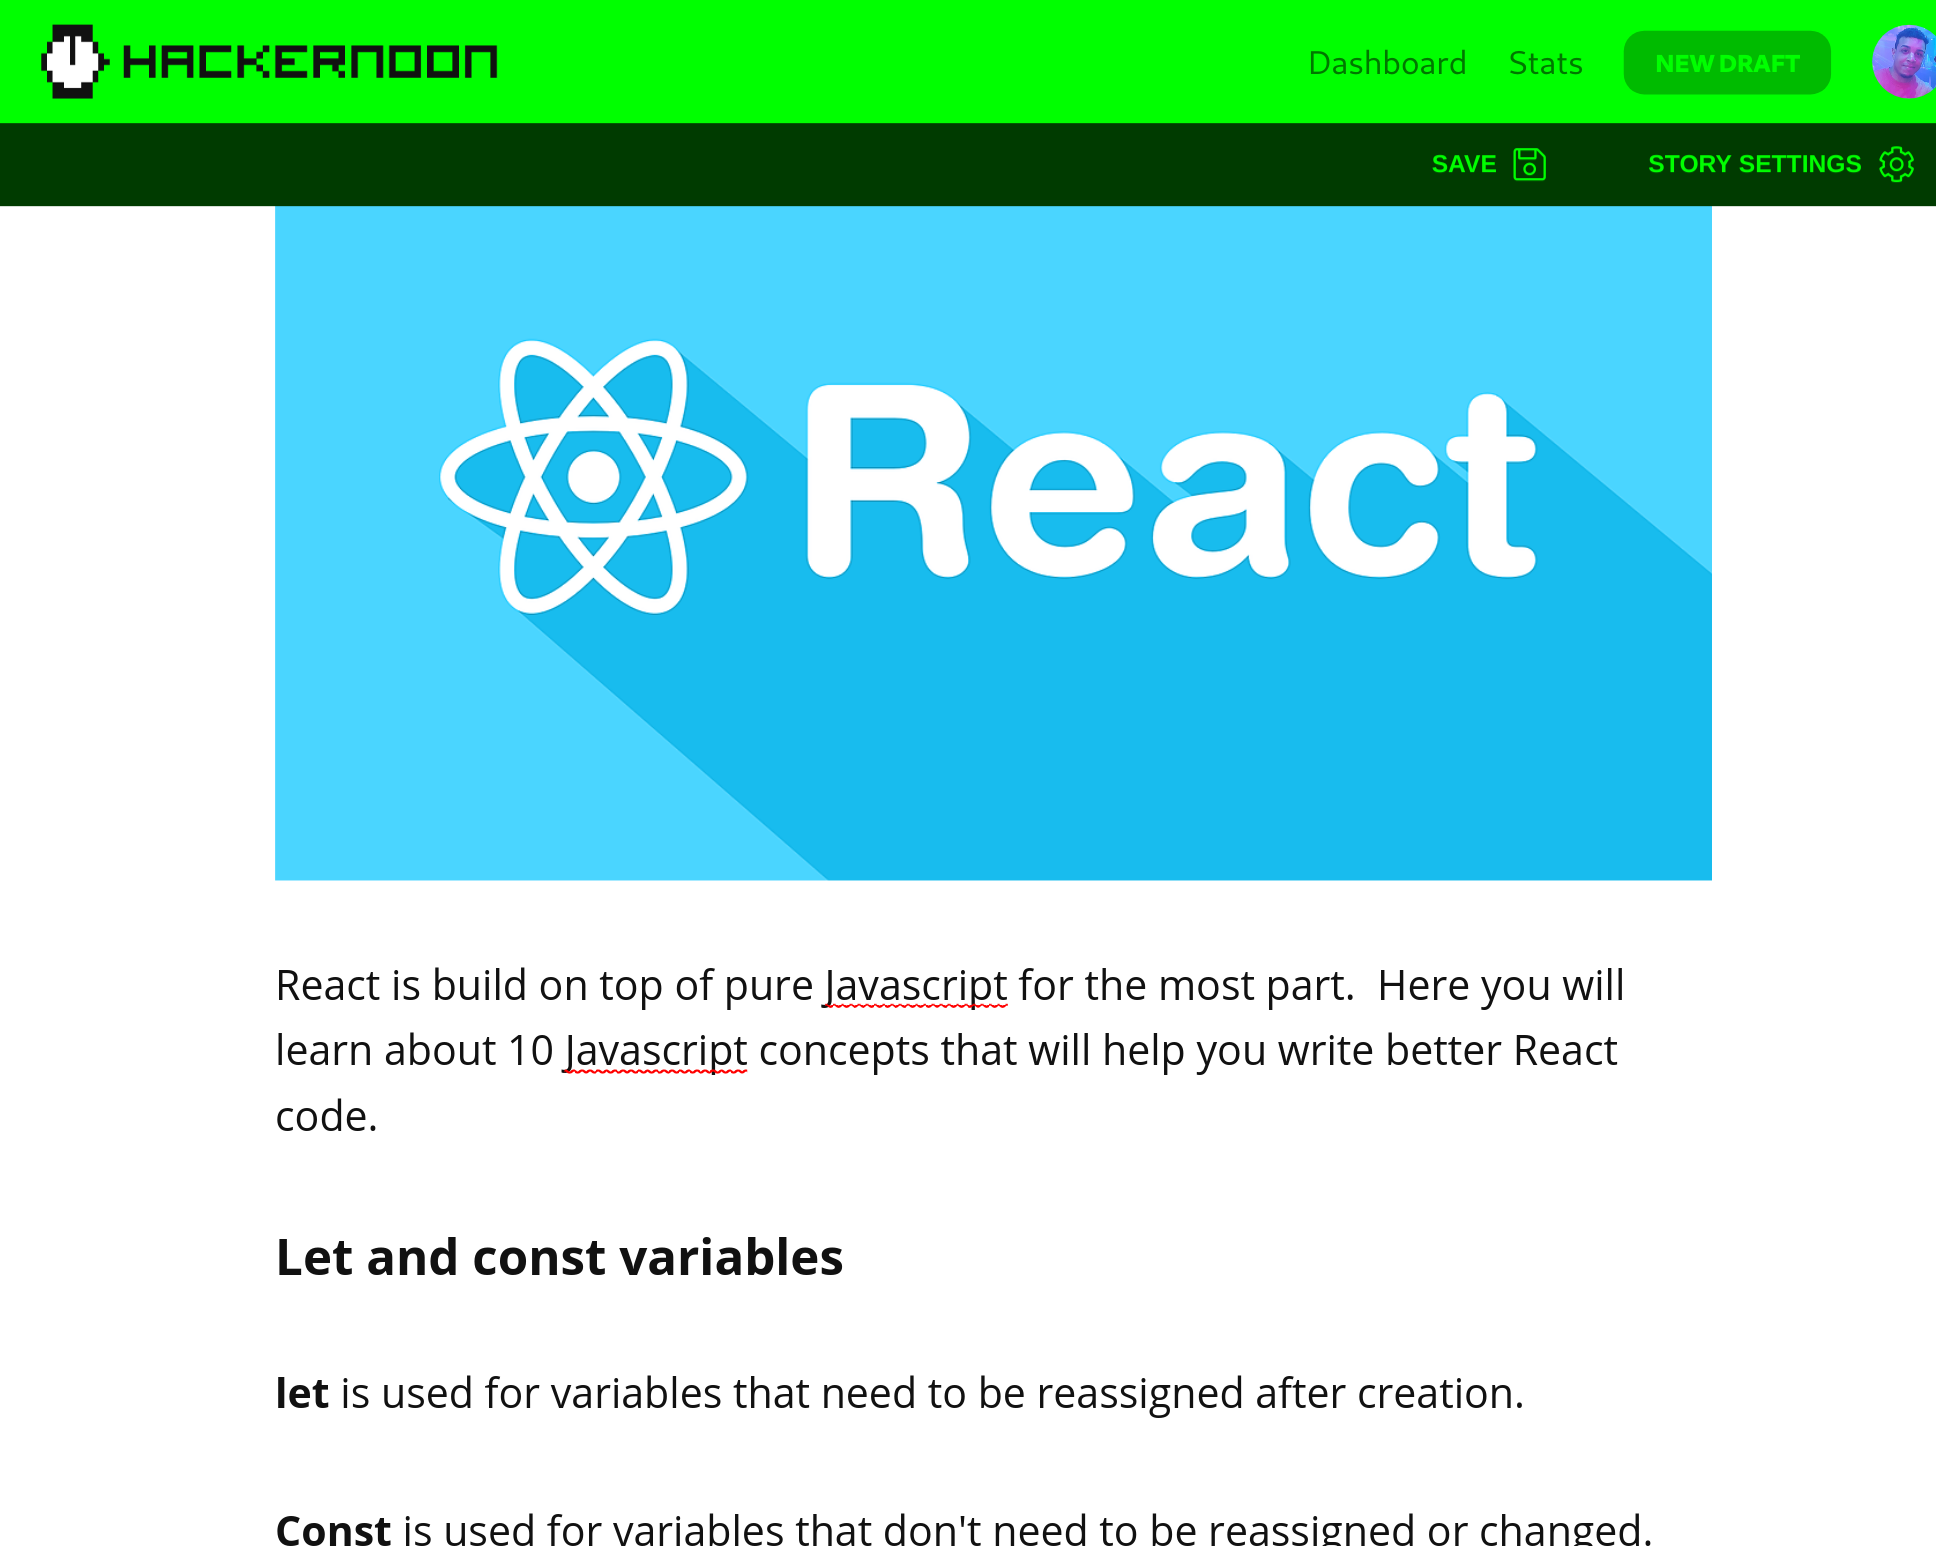 HACKERNOON
Dashboard Stats NEW DRAFT
SAVE STORY SETTINGS
React
React is build on top of pure Javascript for the most part.  Here you will
learn about 10 Javascript concepts that will help you write better React
code.
Let and const variables
let is used for variables that need to be reassigned after creation.
Const is used for variables that don't need to be reassigned or changed.